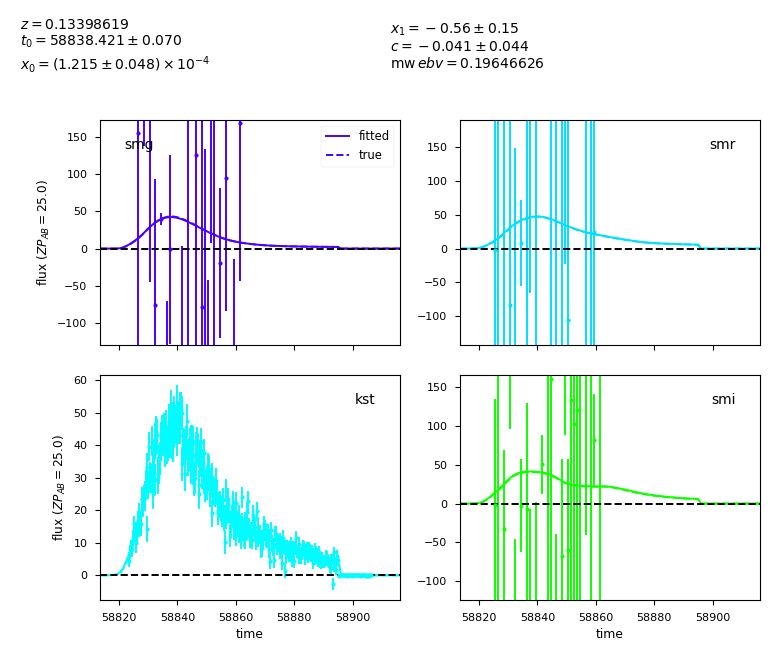 z = 0.13398619
t₀ = 58838.421 ± 0.070
x₀ = (1.215 ± 0.048) × 10⁻⁴
x₁ = −0.56 ± 0.15
c = −0.041 ± 0.044
mw ebv = 0.19646626
smg
fitted
true
150
100
50
0
−50
−100
flux (ZP_AB = 25.0)
smr
150
100
50
0
−50
−100
kst
60
50
40
30
20
10
0
flux (ZP_AB = 25.0)
58820 58840 58860 58880 58900
time
smi
150
100
50
0
−50
−100
58820 58840 58860 58880 58900
time